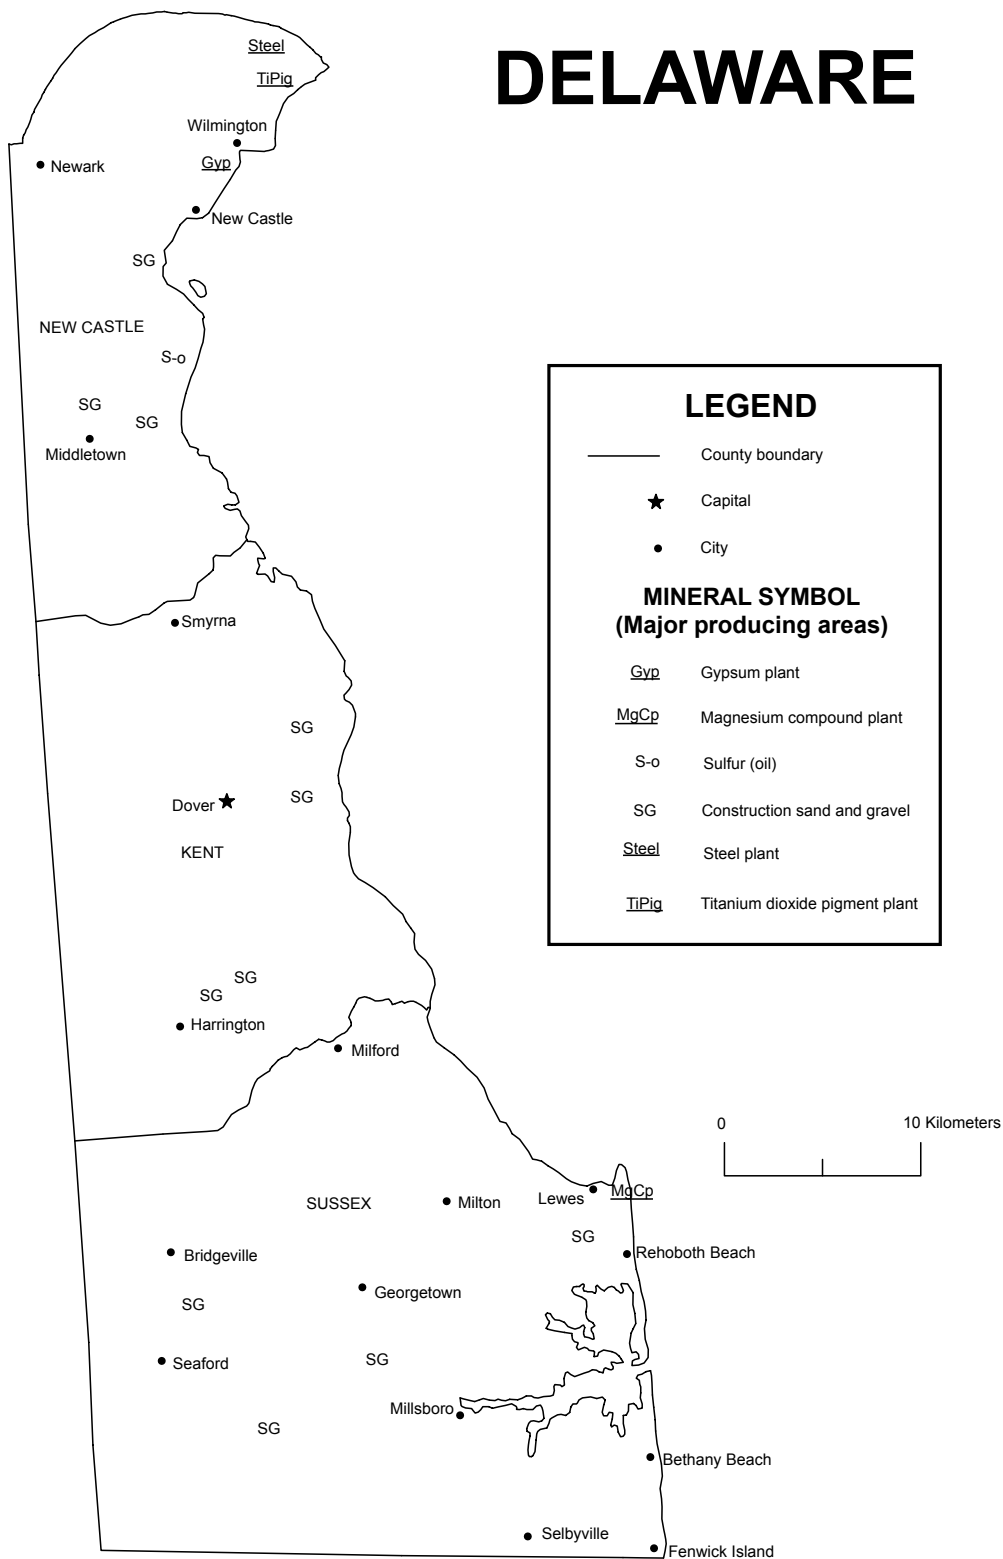 DELAWARE
Steel
TiPig
Wilmington
Newark
Gyp
New Castle
SG
NEW CASTLE
S-o
SG
SG
Middletown
Smyrna
SG
Dover
SG
KENT
SG
SG
Harrington
Milford
SUSSEX
Milton
Lewes
MgCp
SG
Rehoboth Beach
Bridgeville
Georgetown
SG
Seaford
SG
Millsboro
SG
Bethany Beach
Selbyville
Fenwick Island
LEGEND
County boundary
Capital
City
MINERAL SYMBOL
(Major producing areas)
Gyp Gypsum plant
MgCp Magnesium compound plant
S-o Sulfur (oil)
SG Construction sand and gravel
Steel Steel plant
TiPig Titanium dioxide pigment plant
0 10 Kilometers